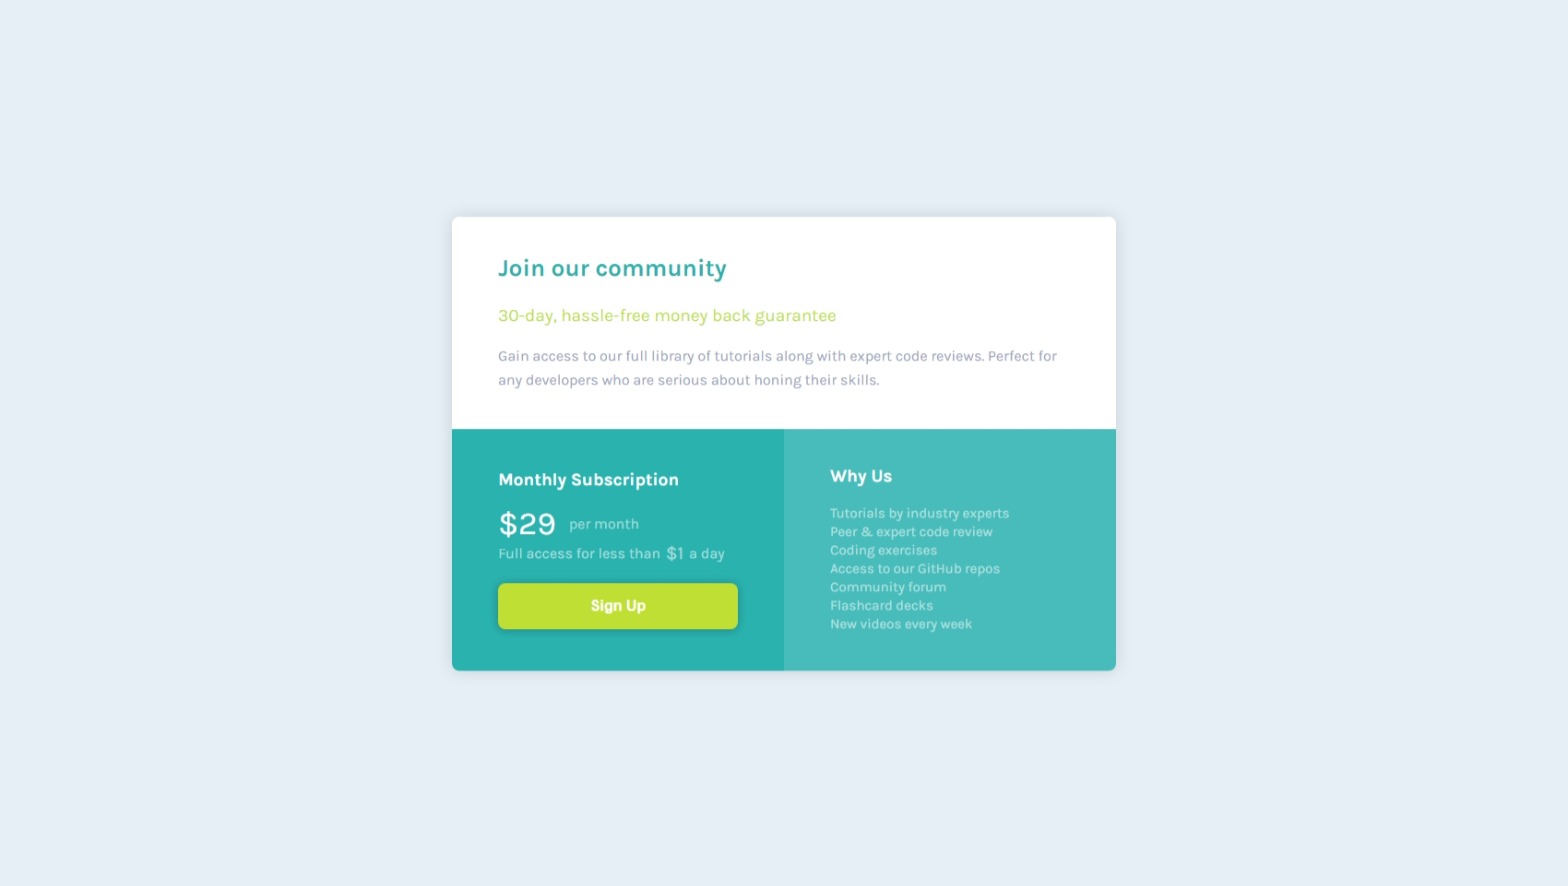 Join our community
30-day, hassle-free money back guarantee
Gain access to our full library of tutorials along with expert code reviews. Perfect for
any developers who are serious about honing their skills.
Monthly Subscription
$29 per month
Full access for less than $1 a day
Sign Up
Why Us
Tutorials by industry experts
Peer & expert code review
Coding exercises
Access to our GitHub repos
Community forum
Flashcard decks
New videos every week